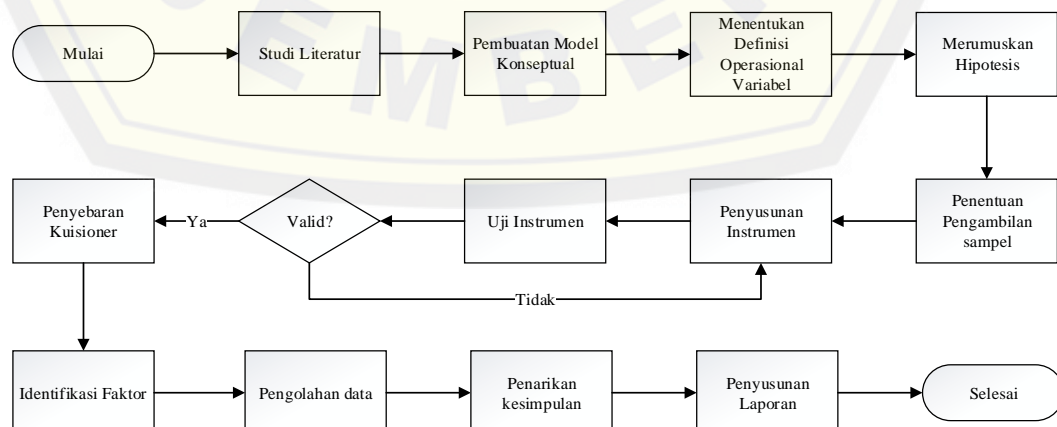 Mulai
Studi Literatur
Pembuatan Model
Konseptual
Menentukan
Definisi
Operasional
Variabel
Merumuskan
Hipotesis
Penyebaran
Kuisioner
Ya
Valid?
Uji Instrumen
Penyusunan
Instrumen
Penentuan
Pengambilan
sampel
Tidak
Identifikasi Faktor
Pengolahan data
Penarikan
kesimpulan
Penyusunan
Laporan
Selesai